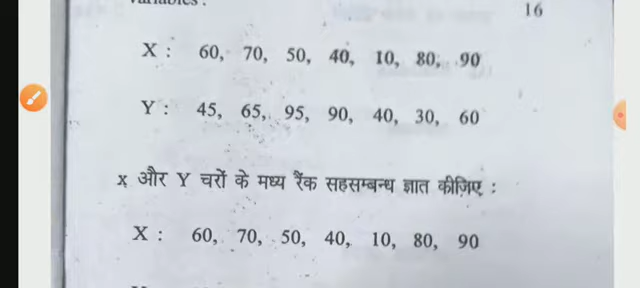 variables :
16
X : 60, 70, 50, 40, 10, 80, 90
Y : 45, 65, 95, 90, 40, 30, 60
x और Y चरों के मध्य रैंक सहसम्बन्ध ज्ञात कीजिए :
X : 60, 70, 50, 40, 10, 80, 90